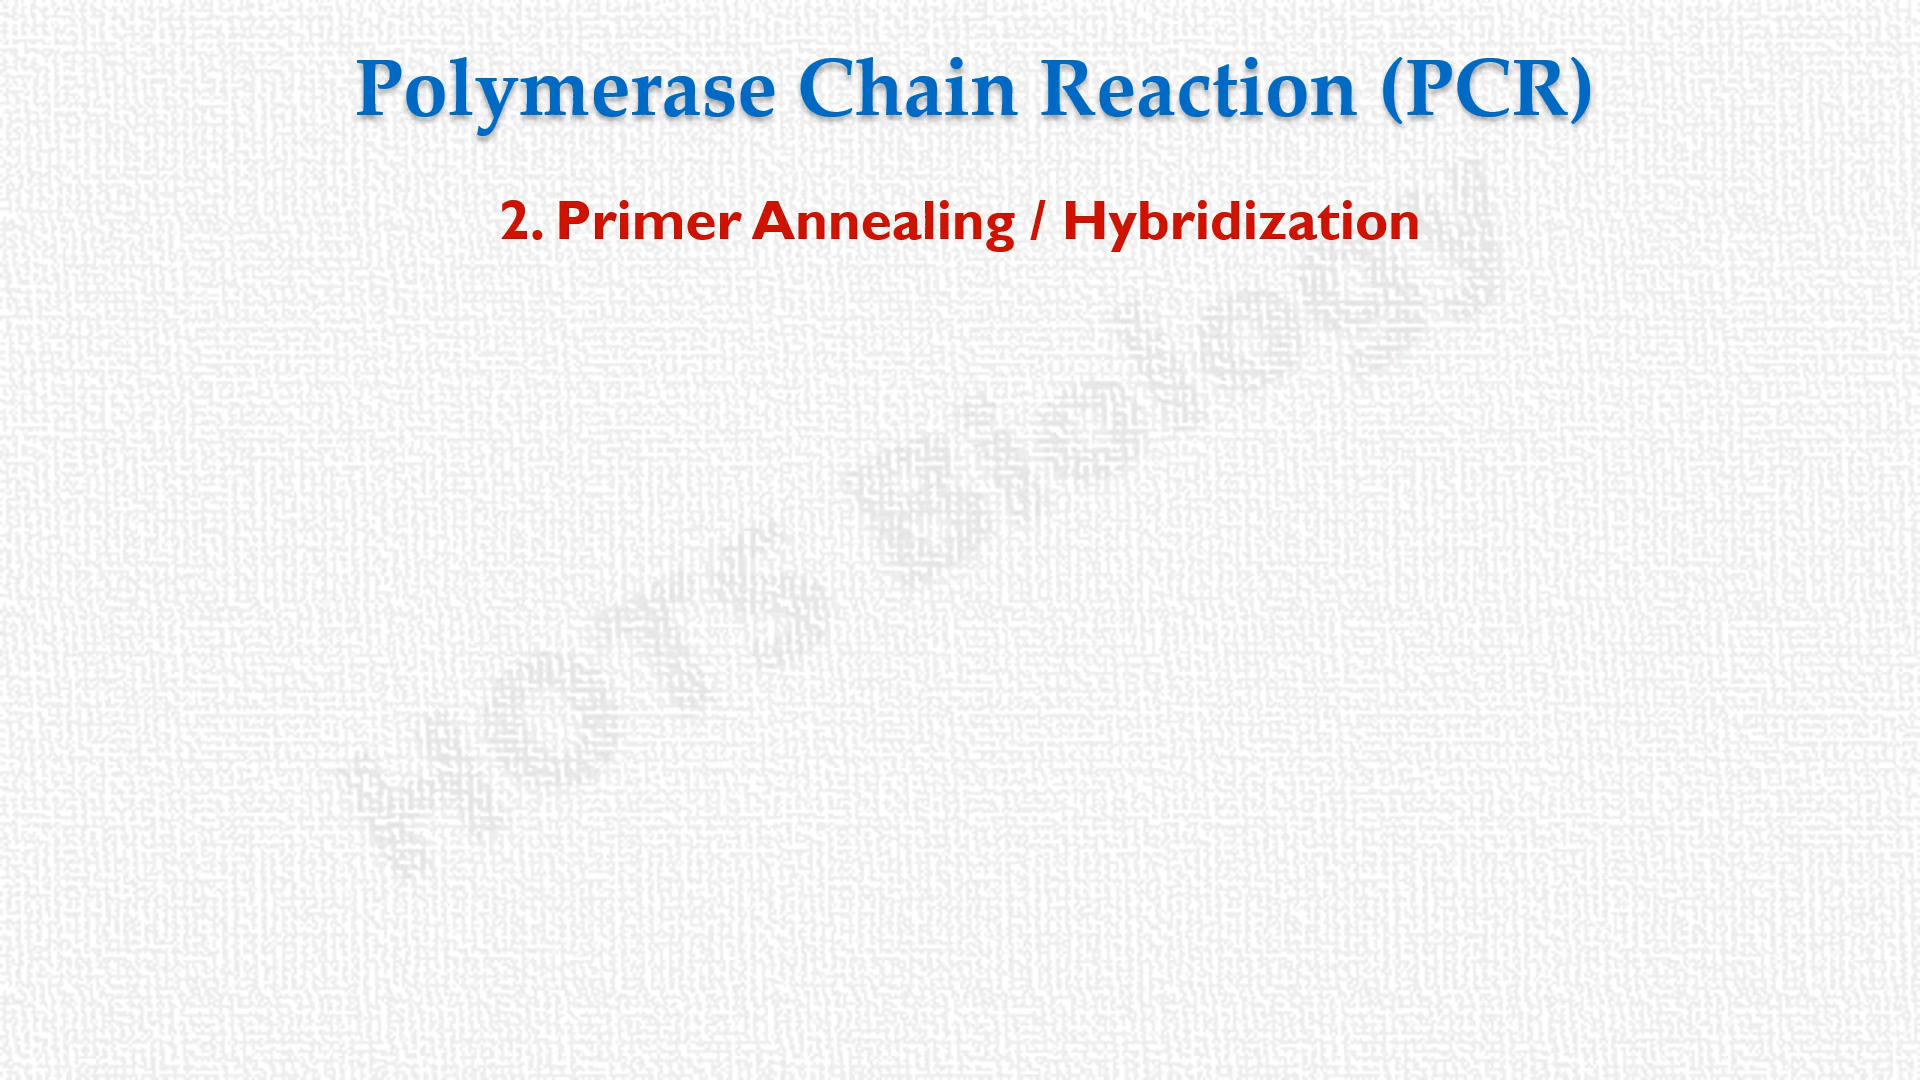 Polymerase Chain Reaction (PCR)
2. Primer Annealing / Hybridization